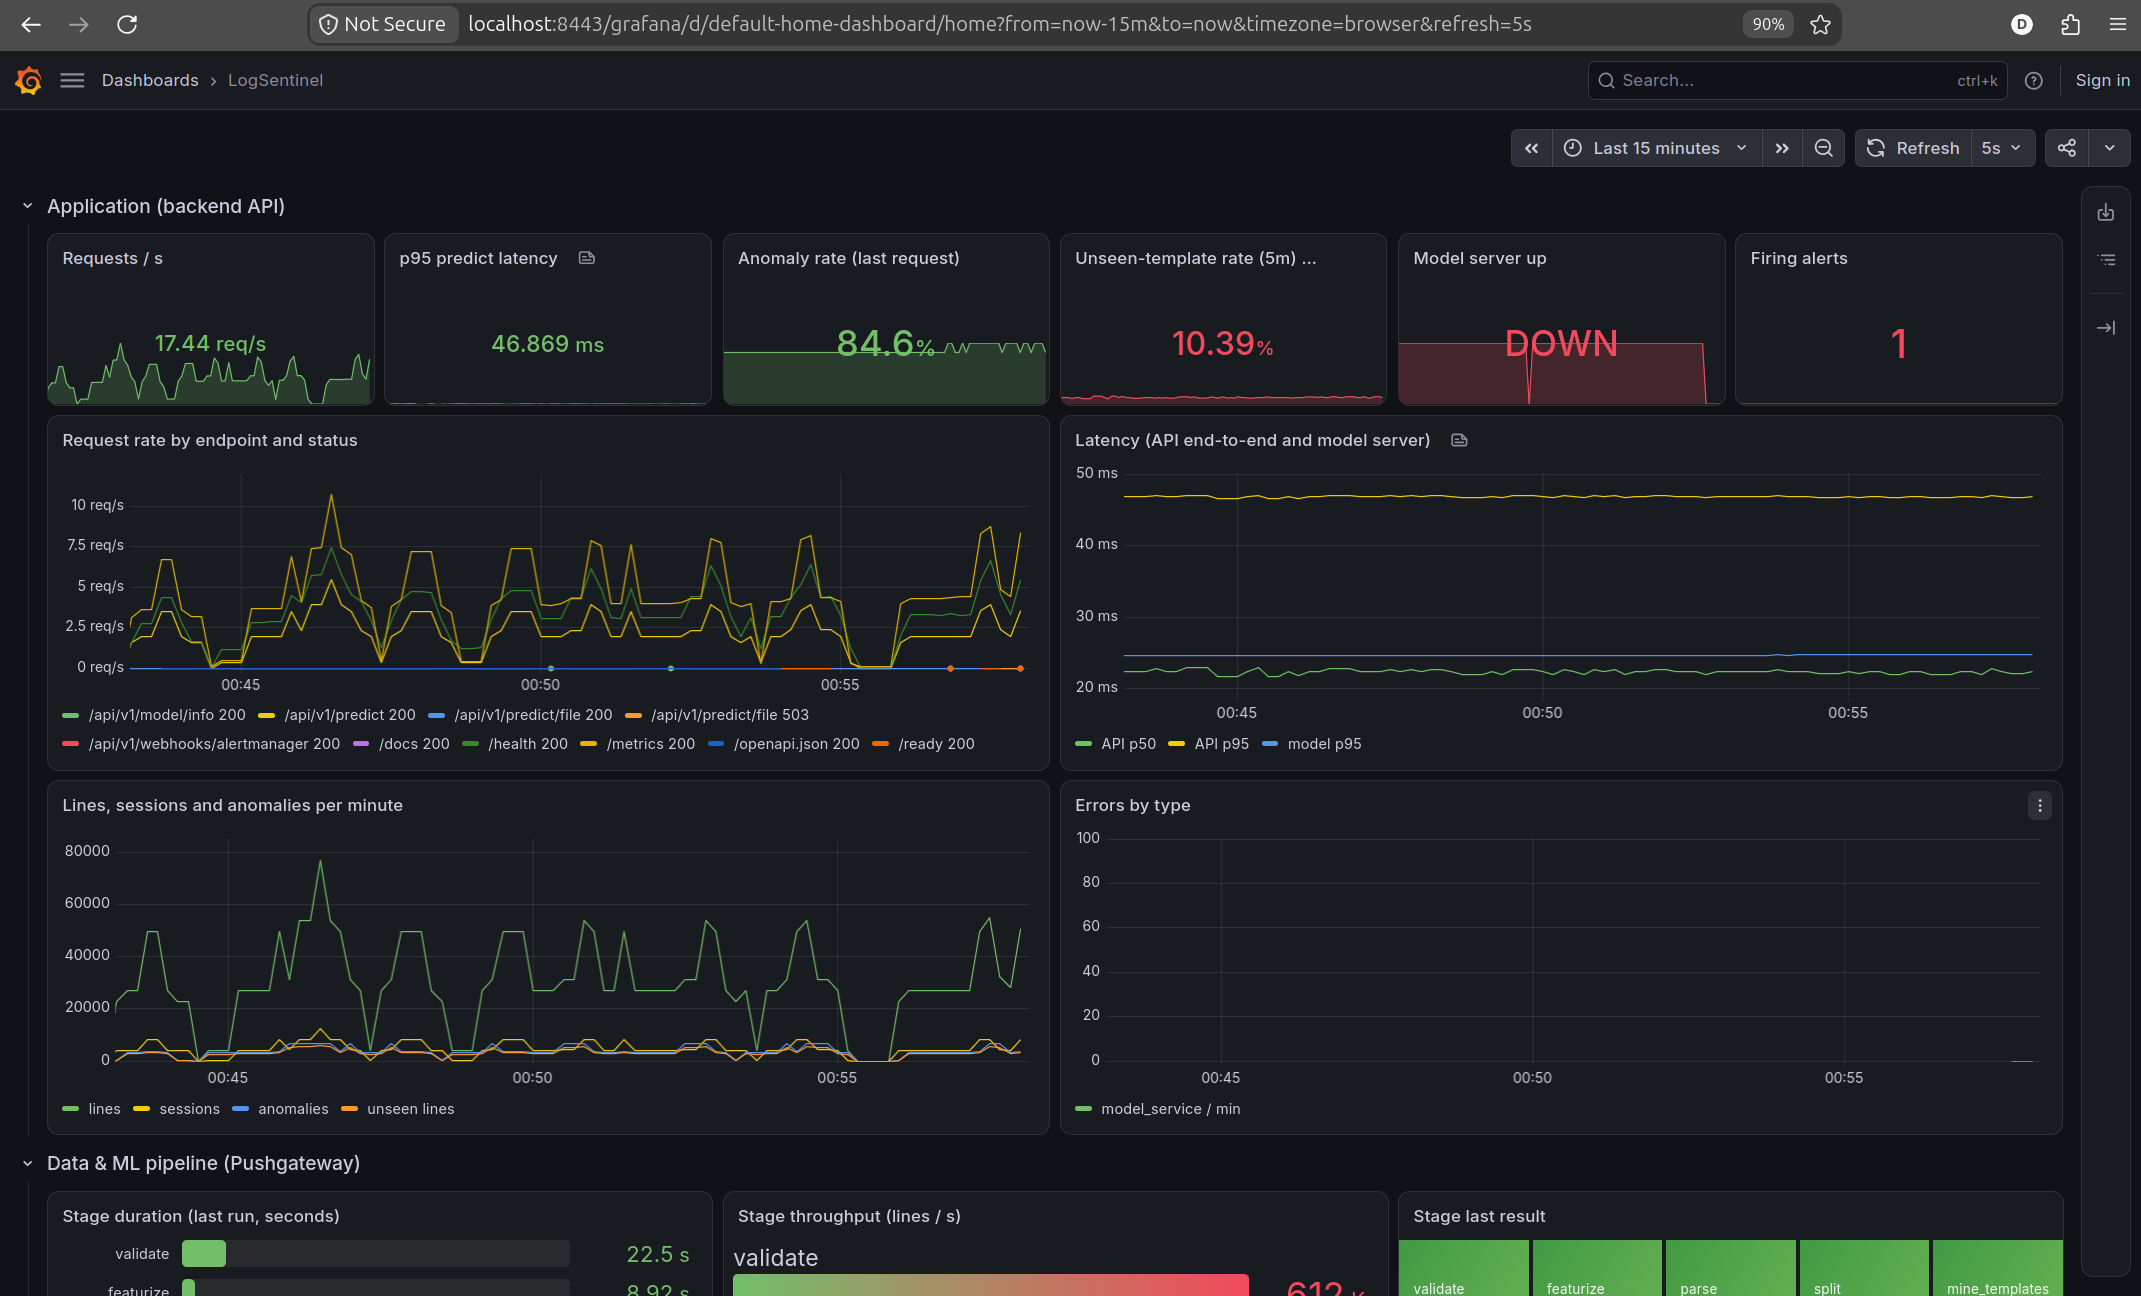 Not Secure localhost:8443/grafana/d/default-home-dashboard/home?from=now-15m&to=now&timezone=browser&refresh=5s 90% D
Dashboards › LogSentinel Search... ctrl+k Sign in
Last 15 minutes Refresh 5s
Application (backend API)
Requests / s
17.44 req/s
p95 predict latency
46.869 ms
Anomaly rate (last request)
84.6%
Unseen-template rate (5m) ...
10.39%
Model server up
DOWN
Firing alerts
1
Request rate by endpoint and status
10 req/s
7.5 req/s
5 req/s
2.5 req/s
0 req/s
00:45 00:50 00:55
/api/v1/model/info 200 /api/v1/predict 200 /api/v1/predict/file 200 /api/v1/predict/file 503
/api/v1/webhooks/alertmanager 200 /docs 200 /health 200 /metrics 200 /openapi.json 200 /ready 200
Latency (API end-to-end and model server)
50 ms
40 ms
30 ms
20 ms
00:45 00:50 00:55
API p50 API p95 model p95
Lines, sessions and anomalies per minute
80000
60000
40000
20000
0
00:45 00:50 00:55
lines sessions anomalies unseen lines
Errors by type
100
80
60
40
20
0
00:45 00:50 00:55
model_service / min
Data & ML pipeline (Pushgateway)
Stage duration (last run, seconds)
validate 22.5 s
featurize 8.92 s
Stage throughput (lines / s)
validate
612 K
Stage last result
validate featurize parse split mine_templates